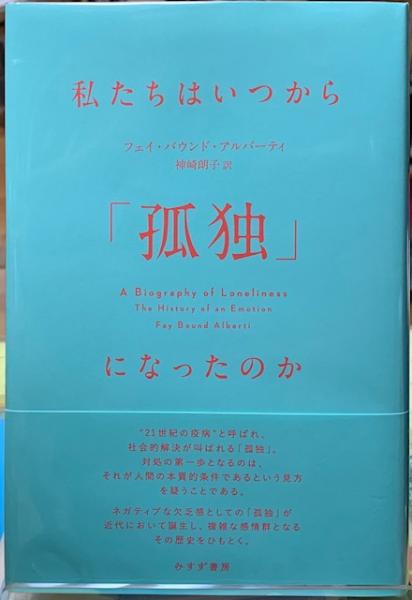 私たちはいつから
フェイ・バウンド・アルバーティ
神崎朗子 訳
「孤独」
A Biography of Loneliness
The History of an Emotion
Fay Bound Alberti
になったのか
"21世紀の疫病"と呼ばれ、
社会的解決が叫ばれる「孤独」。
対処の第一歩となるのは、
それが人間の本質的条件であるという見方
を疑うことである。
ネガティブな欠乏感としての「孤独」が
近代において誕生し、複雑な感情群となる
その歴史をひもとく。
みすず書房